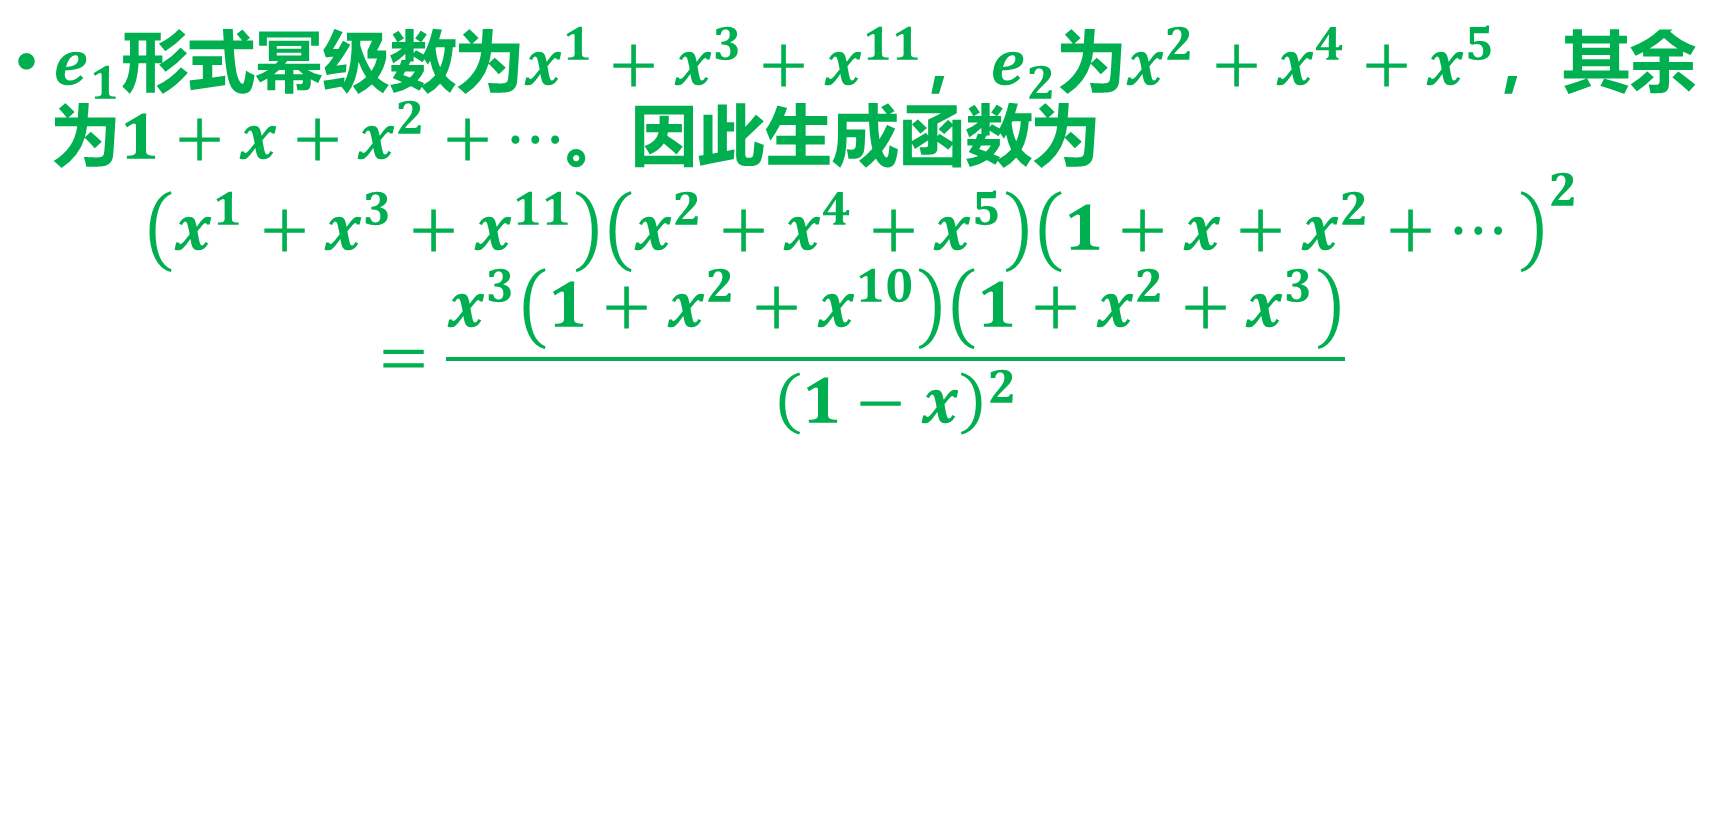 • e₁形式幂级数为x¹ + x³ + x¹¹，e₂为x² + x⁴ + x⁵，其余
为1 + x + x² + ⋯。因此生成函数为
(x¹ + x³ + x¹¹)(x² + x⁴ + x⁵)(1 + x + x² + ⋯ )²
= x³(1 + x² + x¹⁰)(1 + x² + x³)
(1 − x)²